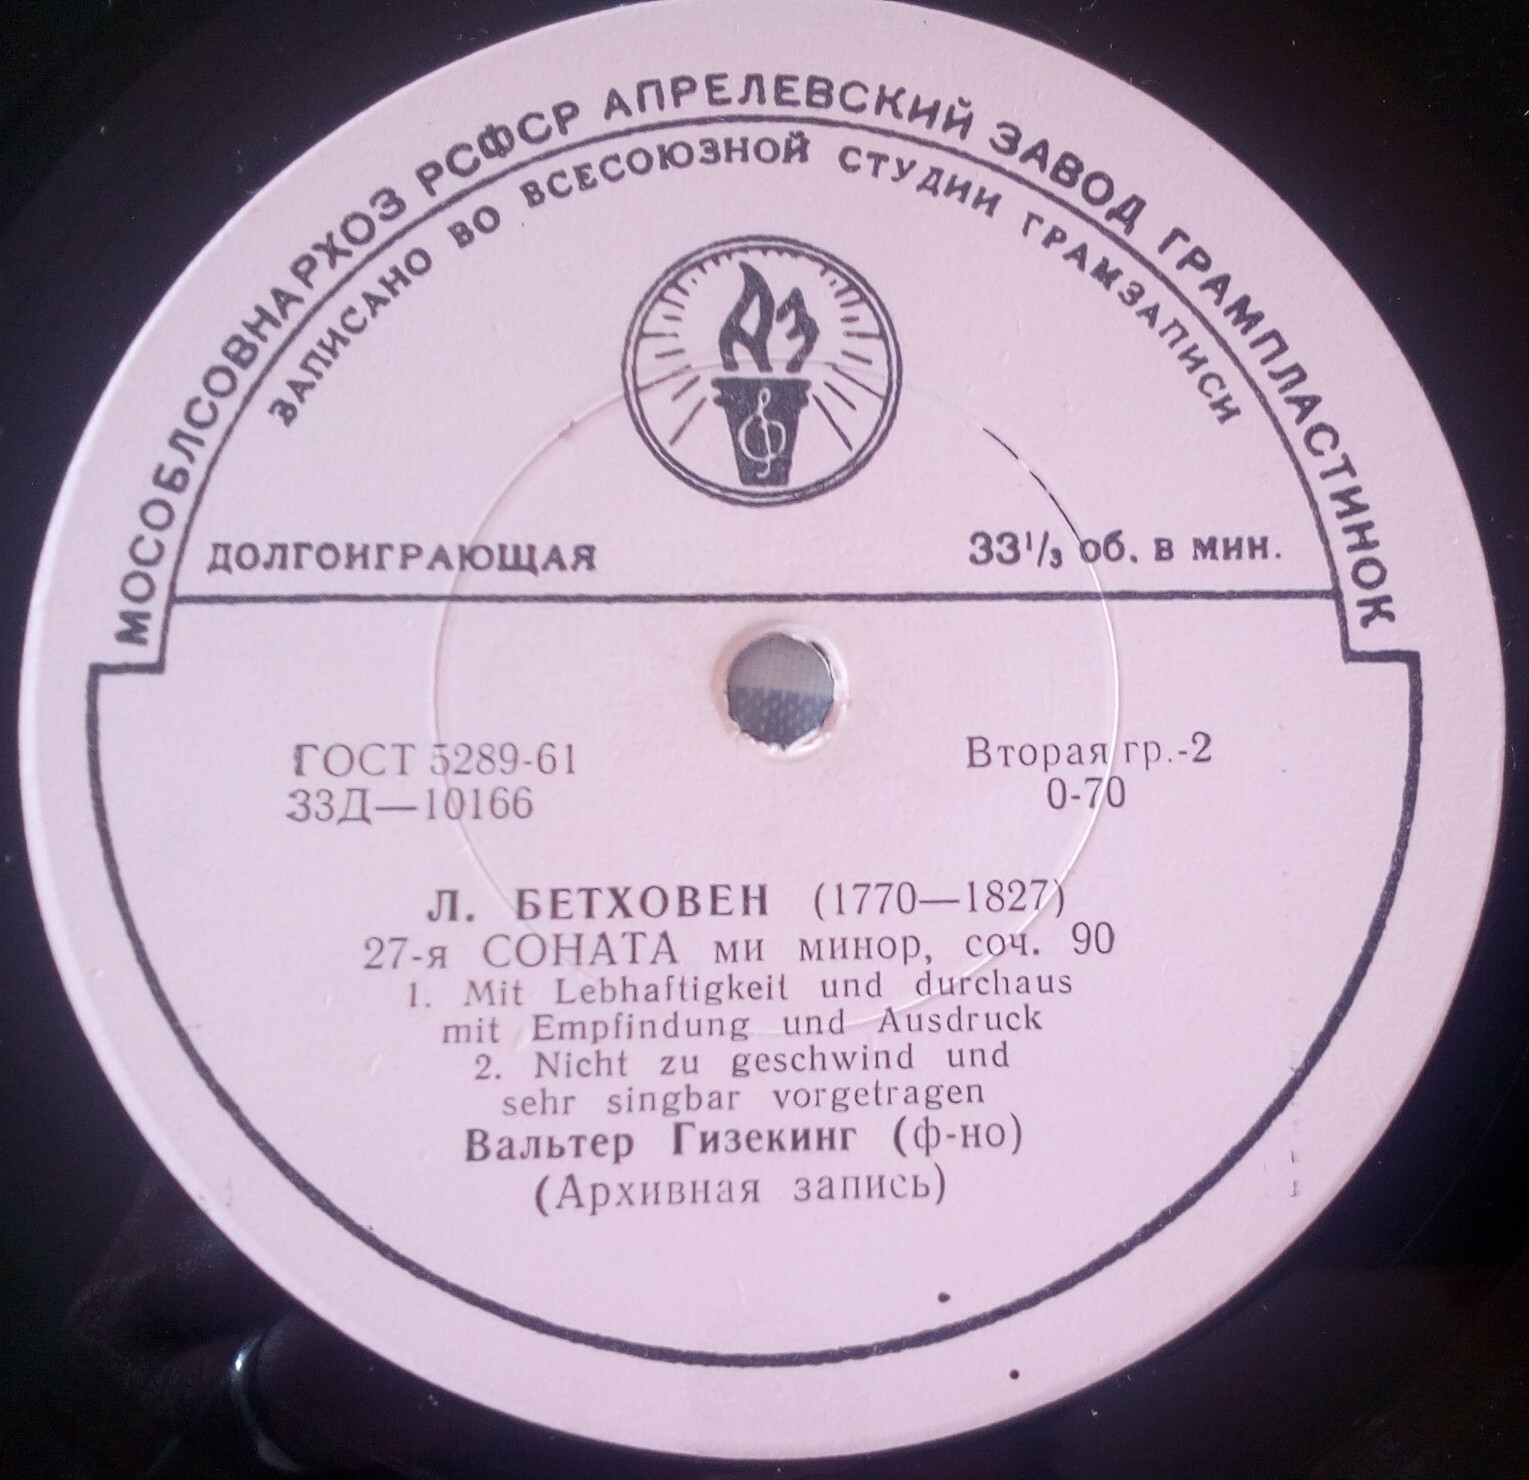 МОСОБЛСОВНАРХОЗ РСФСР АПРЕЛЕВСКИЙ ЗАВОД ГРАМПЛАСТИНОК
ЗАПИСАНО ВО ВСЕСОЮЗНОЙ СТУДИИ ГРАМЗАПИСИ
АЗ
ДОЛГОИГРАЮЩАЯ 33⅓ об. в мин.
ГОСТ 5289-61 Вторая гр.-2
33Д—10166 0-70
Л. БЕТХОВЕН (1770—1827)
27-я СОНАТА ми минор, соч. 90
1. Mit Lebhaftigkeit und durchaus
mit Empfindung und Ausdruck
2. Nicht zu geschwind und
sehr singbar vorgetragen
Вальтер Гизекинг (ф-но)
(Архивная запись)